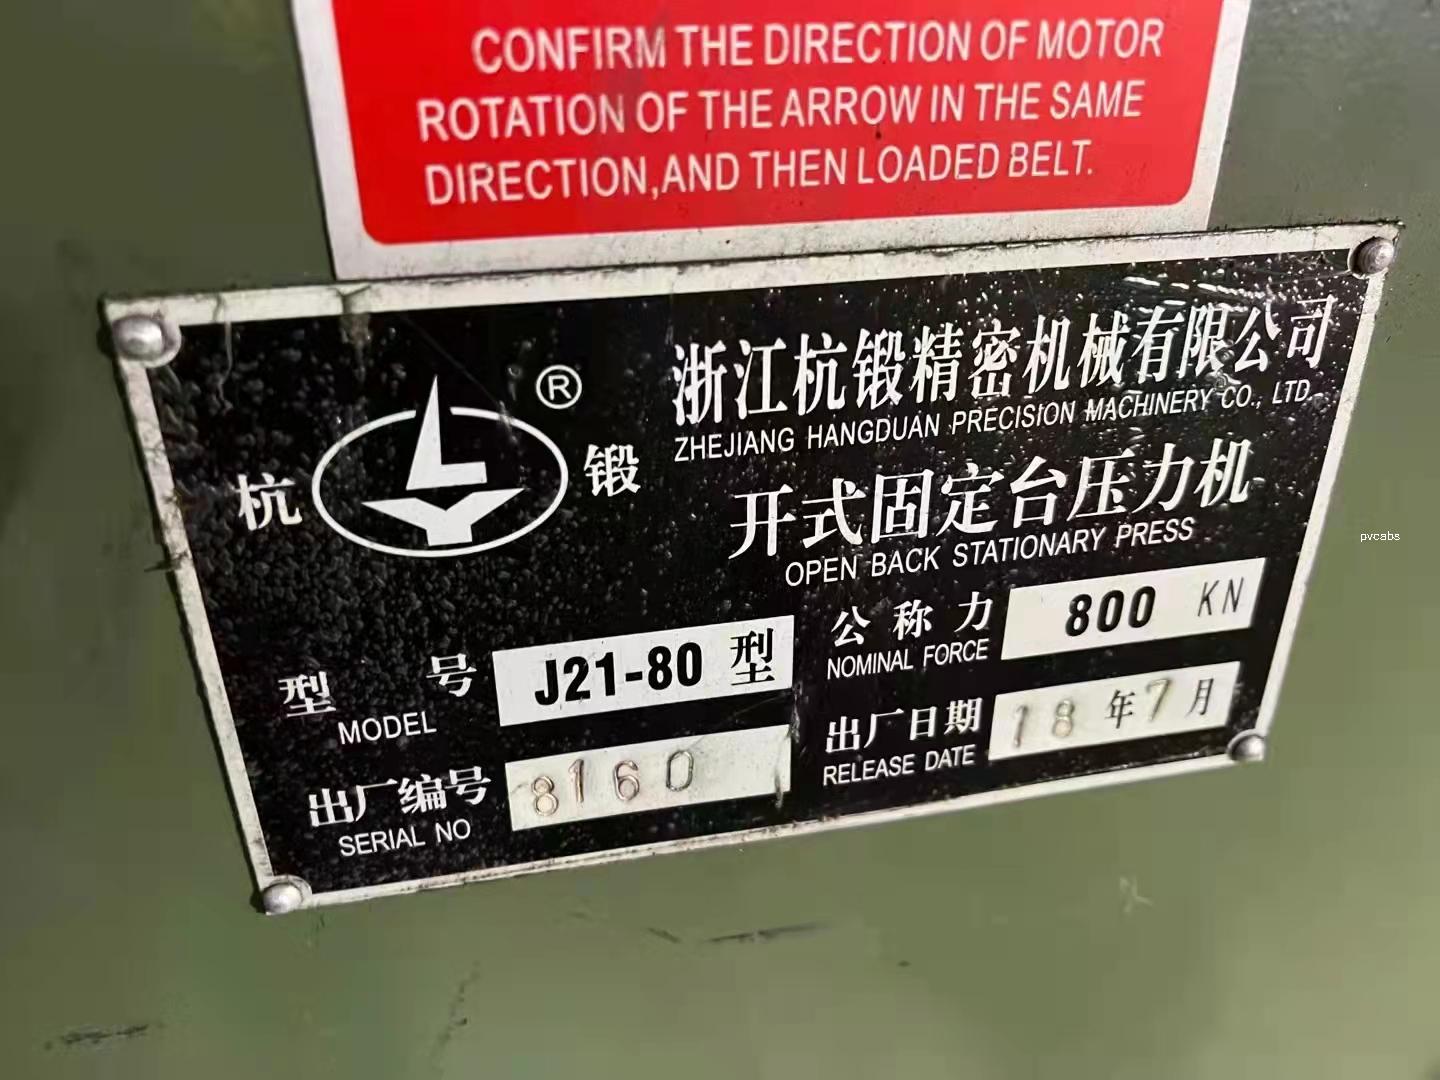 CONFIRM THE DIRECTION OF MOTOR
ROTATION OF THE ARROW IN THE SAME
DIRECTION,AND THEN LOADED BELT.
杭 ® 锻
浙江杭锻精密机械有限公司
ZHEJIANG HANGDUAN PRECISION MACHINERY CO., LTD.
开式固定台压力机
OPEN BACK STATIONARY PRESS
型 号 J21-80 型
MODEL
公 称 力 800 KN
NOMINAL FORCE
出厂编号 8160
SERIAL NO
出厂日期 18 年 7 月
RELEASE DATE
pvcabs